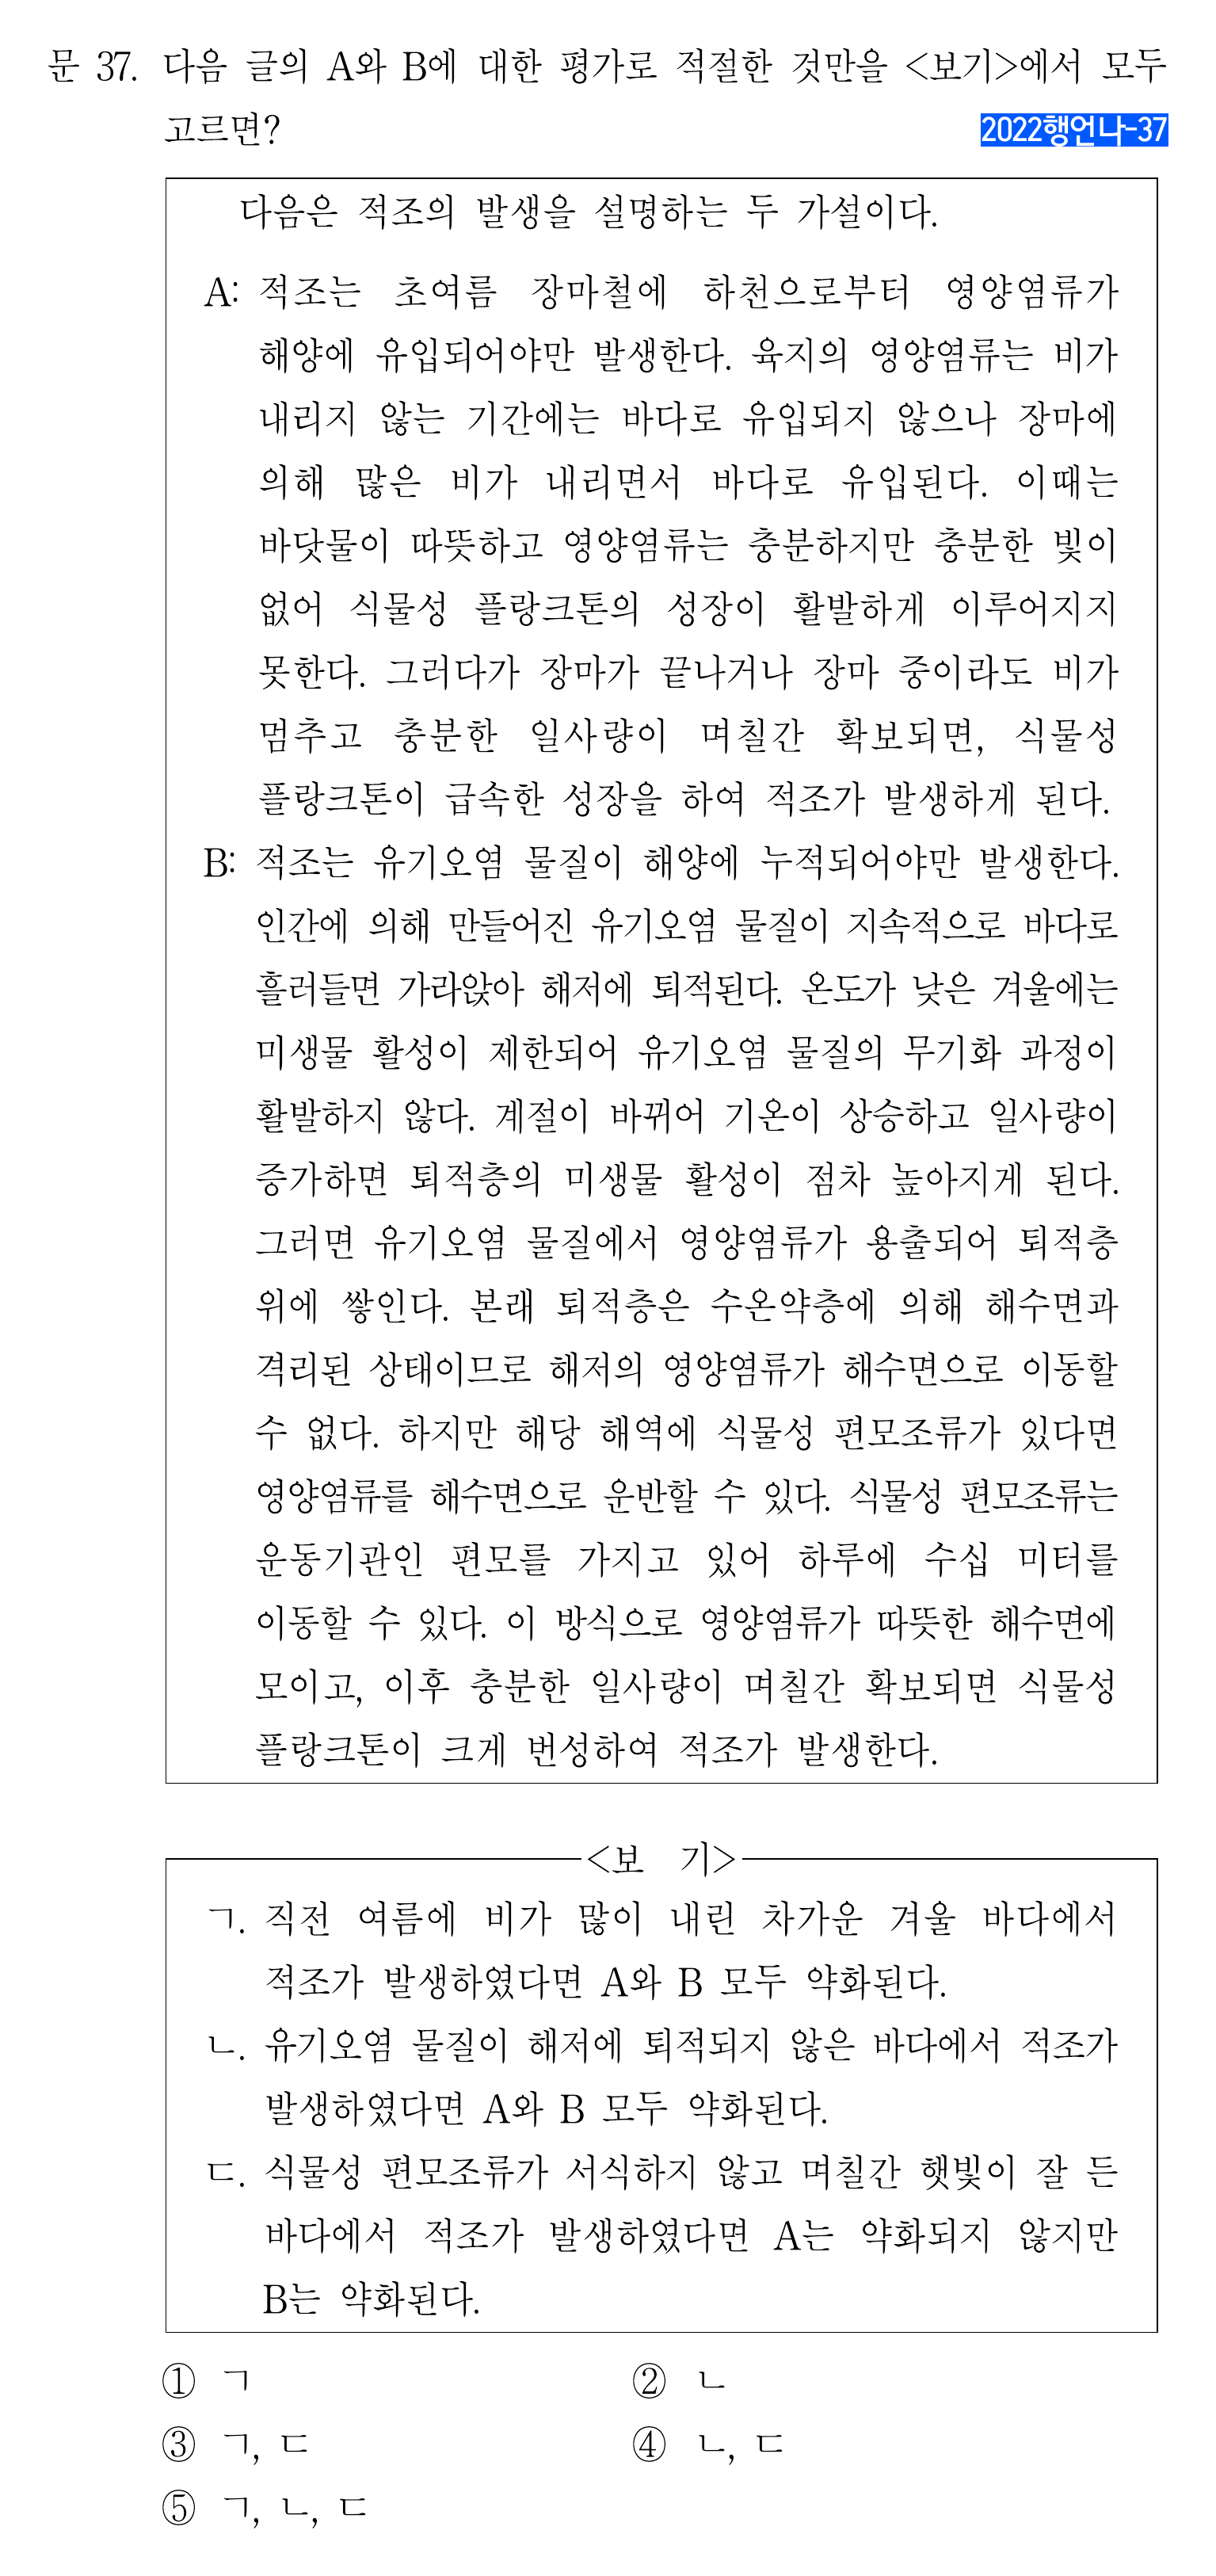 문 37. 다음 글의 A와 B에 대한 평가로 적절한 것만을 <보기>에서 모두
고르면?
2022행언나-37
다음은 적조의 발생을 설명하는 두 가설이다.
A: 적조는 초여름 장마철에 하천으로부터 영양염류가
해양에 유입되어야만 발생한다. 육지의 영양염류는 비가
내리지 않는 기간에는 바다로 유입되지 않으나 장마에
의해 많은 비가 내리면서 바다로 유입된다. 이때는
바닷물이 따뜻하고 영양염류는 충분하지만 충분한 빛이
없어 식물성 플랑크톤의 성장이 활발하게 이루어지지
못한다. 그러다가 장마가 끝나거나 장마 중이라도 비가
멈추고 충분한 일사량이 며칠간 확보되면, 식물성
플랑크톤이 급속한 성장을 하여 적조가 발생하게 된다.
B: 적조는 유기오염 물질이 해양에 누적되어야만 발생한다.
인간에 의해 만들어진 유기오염 물질이 지속적으로 바다로
흘러들면 가라앉아 해저에 퇴적된다. 온도가 낮은 겨울에는
미생물 활성이 제한되어 유기오염 물질의 무기화 과정이
활발하지 않다. 계절이 바뀌어 기온이 상승하고 일사량이
증가하면 퇴적층의 미생물 활성이 점차 높아지게 된다.
그러면 유기오염 물질에서 영양염류가 용출되어 퇴적층
위에 쌓인다. 본래 퇴적층은 수온약층에 의해 해수면과
격리된 상태이므로 해저의 영양염류가 해수면으로 이동할
수 없다. 하지만 해당 해역에 식물성 편모조류가 있다면
영양염류를 해수면으로 운반할 수 있다. 식물성 편모조류는
운동기관인 편모를 가지고 있어 하루에 수십 미터를
이동할 수 있다. 이 방식으로 영양염류가 따뜻한 해수면에
모이고, 이후 충분한 일사량이 며칠간 확보되면 식물성
플랑크톤이 크게 번성하여 적조가 발생한다.
<보 기>
ㄱ. 직전 여름에 비가 많이 내린 차가운 겨울 바다에서
적조가 발생하였다면 A와 B 모두 약화된다.
ㄴ. 유기오염 물질이 해저에 퇴적되지 않은 바다에서 적조가
발생하였다면 A와 B 모두 약화된다.
ㄷ. 식물성 편모조류가 서식하지 않고 며칠간 햇빛이 잘 든
바다에서 적조가 발생하였다면 A는 약화되지 않지만
B는 약화된다.
① ㄱ ② ㄴ
③ ㄱ, ㄷ ④ ㄴ, ㄷ
⑤ ㄱ, ㄴ, ㄷ